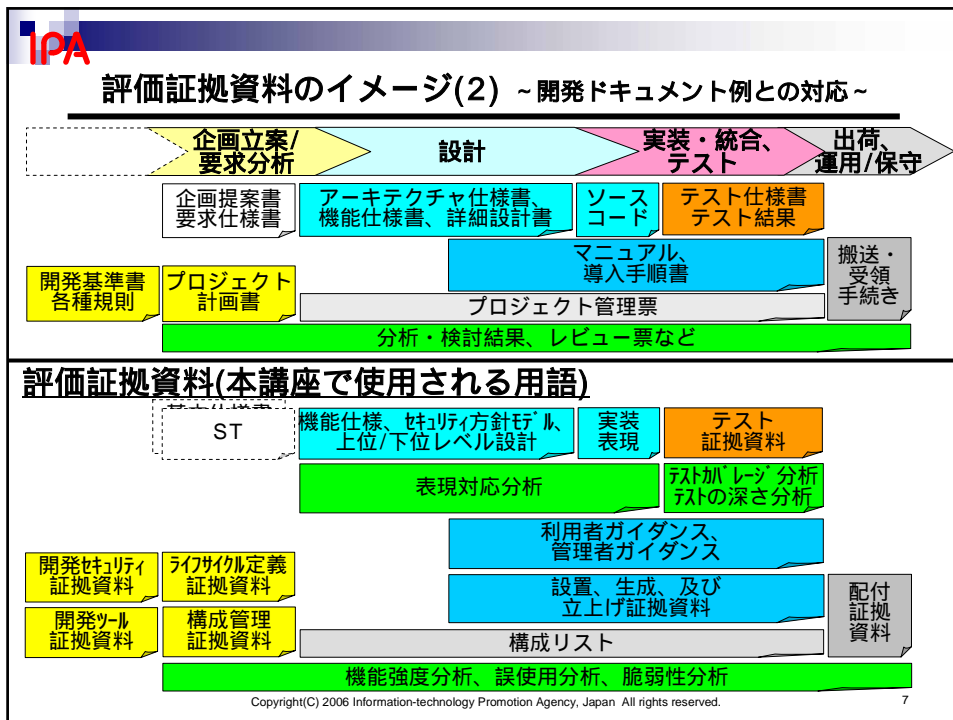 IPA
評価証拠資料のイメージ(2) ~開発ドキュメント例との対応~
企画立案/
要求分析
設計
実装・統合、
テスト
出荷、
運用/保守
企画提案書
要求仕様書
アーキテクチャ仕様書、
機能仕様書、詳細設計書
ソース
コード
テスト仕様書
テスト結果
マニュアル、
導入手順書
搬送・
受領
手続き
開発基準書
各種規則
プロジェクト
計画書
プロジェクト管理票
分析・検討結果、レビュー票など
評価証拠資料(本講座で使用される用語)
ST
機能仕様、ｾｷｭﾘﾃｨ方針ﾓﾃﾞﾙ、
上位/下位レベル設計
実装
表現
テスト
証拠資料
表現対応分析
ﾃｽﾄｶﾊﾞﾚｰｼﾞ分析
ﾃｽﾄの深さ分析
利用者ガイダンス、
管理者ガイダンス
開発ｾｷｭﾘﾃｨ
証拠資料
ﾗｲﾌｻｲｸﾙ定義
証拠資料
設置、生成、及び
立上げ証拠資料
配付
証拠
資料
開発ﾂｰﾙ
証拠資料
構成管理
証拠資料
構成リスト
機能強度分析、誤使用分析、脆弱性分析
Copyright(C) 2006 Information-technology Promotion Agency, Japan All rights reserved.
7